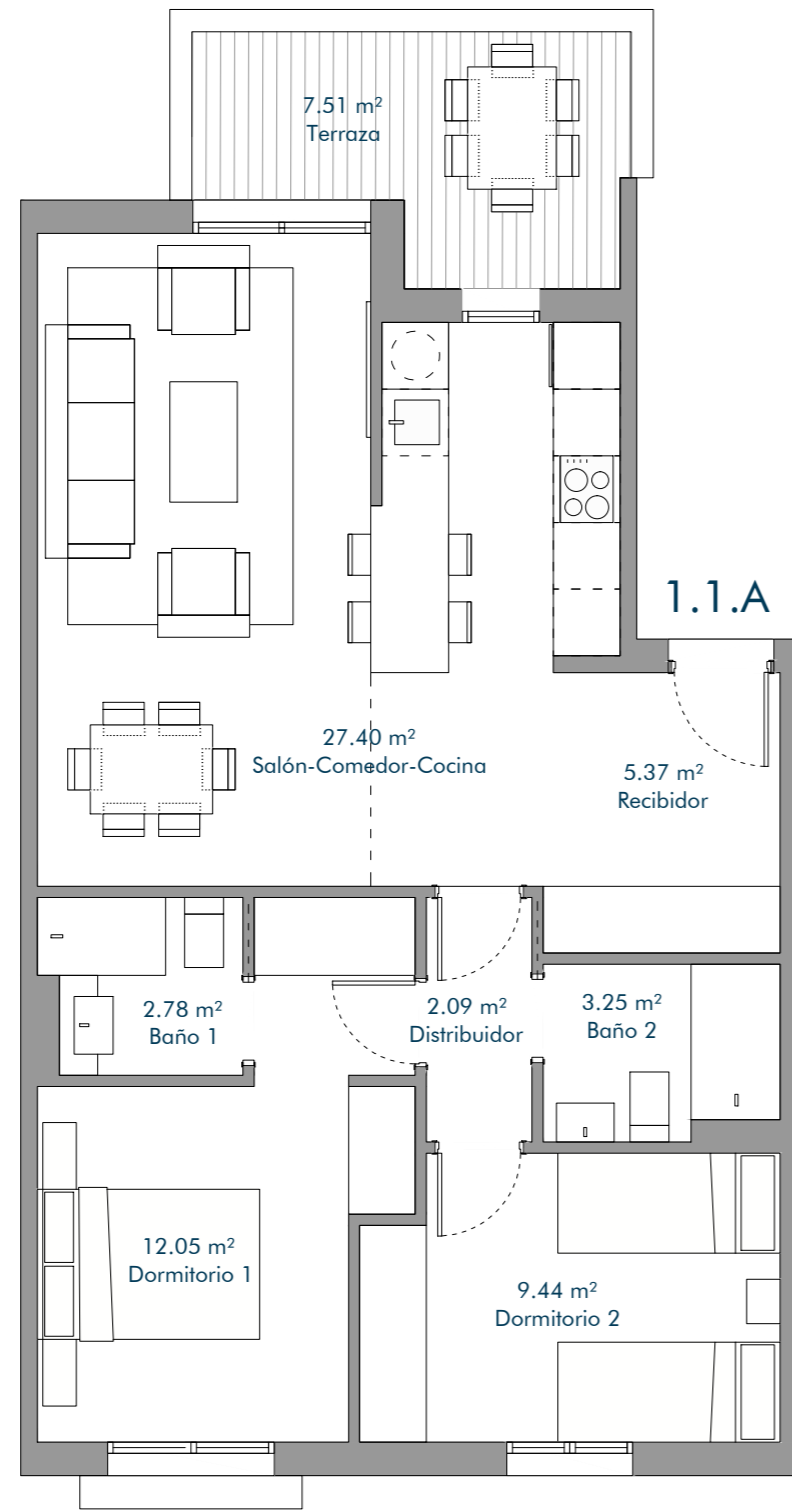 7.51 m²
Terraza
1.1.A
27.40 m²
Salón-Comedor-Cocina
5.37 m²
Recibidor
2.78 m²
Baño 1
2.09 m²
Distribuidor
3.25 m²
Baño 2
12.05 m²
Dormitorio 1
9.44 m²
Dormitorio 2